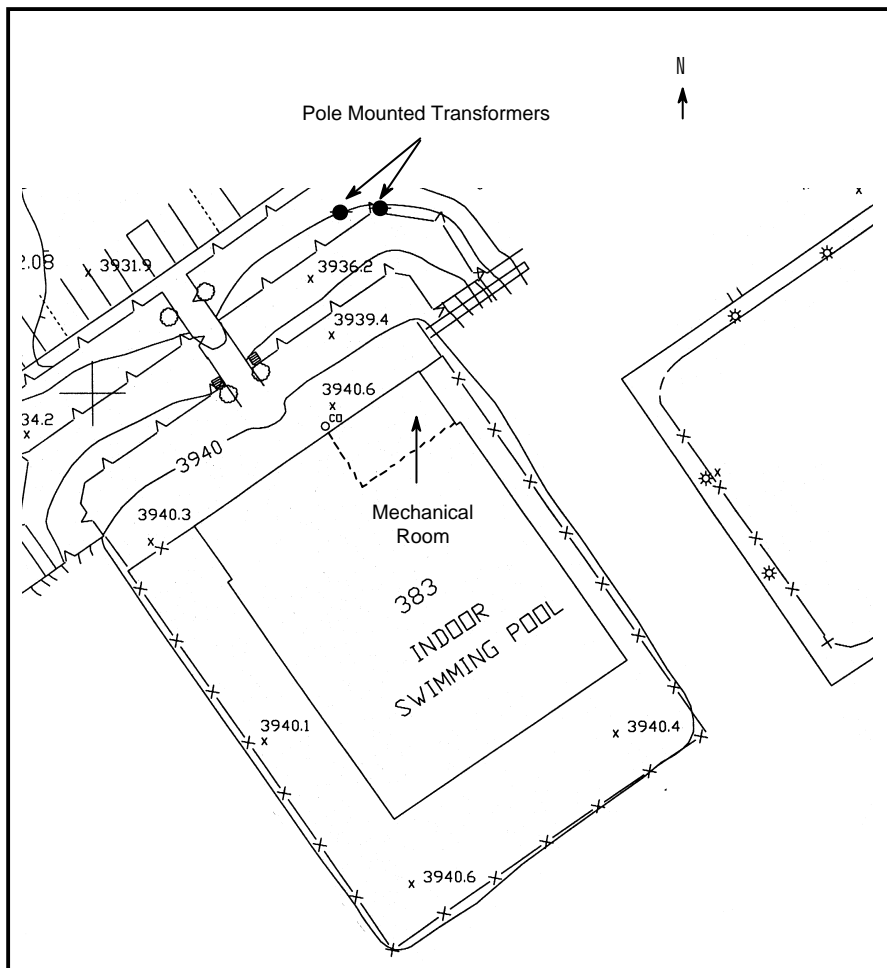 N
Pole Mounted Transformers
2.08
3931.9
3936.2
3939.4
3940.6
CO
34.2
3940
3940.3
Mechanical
Room
383
INDOOR
SWIMMING POOL
3940.1
3940.4
3940.6